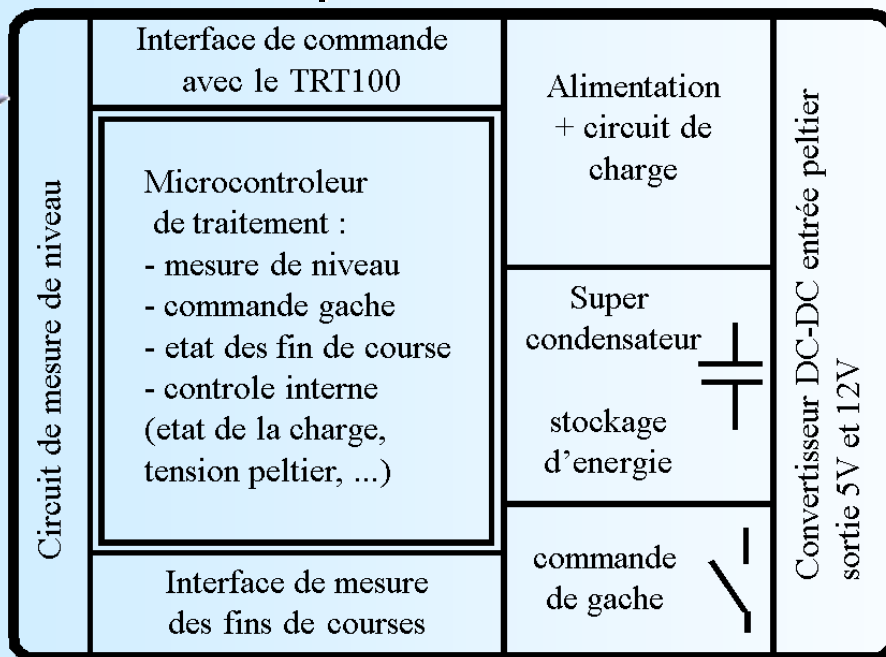 Circuit de mesure de niveau
Interface de commande
avec le TRT100
Microcontroleur
de traitement :
- mesure de niveau
- commande gache
- etat des fin de course
- controle interne
(etat de la charge,
tension peltier, ...)
Interface de mesure
des fins de courses
Alimentation
+ circuit de
charge
Super
condensateur
stockage
d'energie
commande
de gache
Convertisseur DC-DC entrée peltier
sortie 5V et 12V